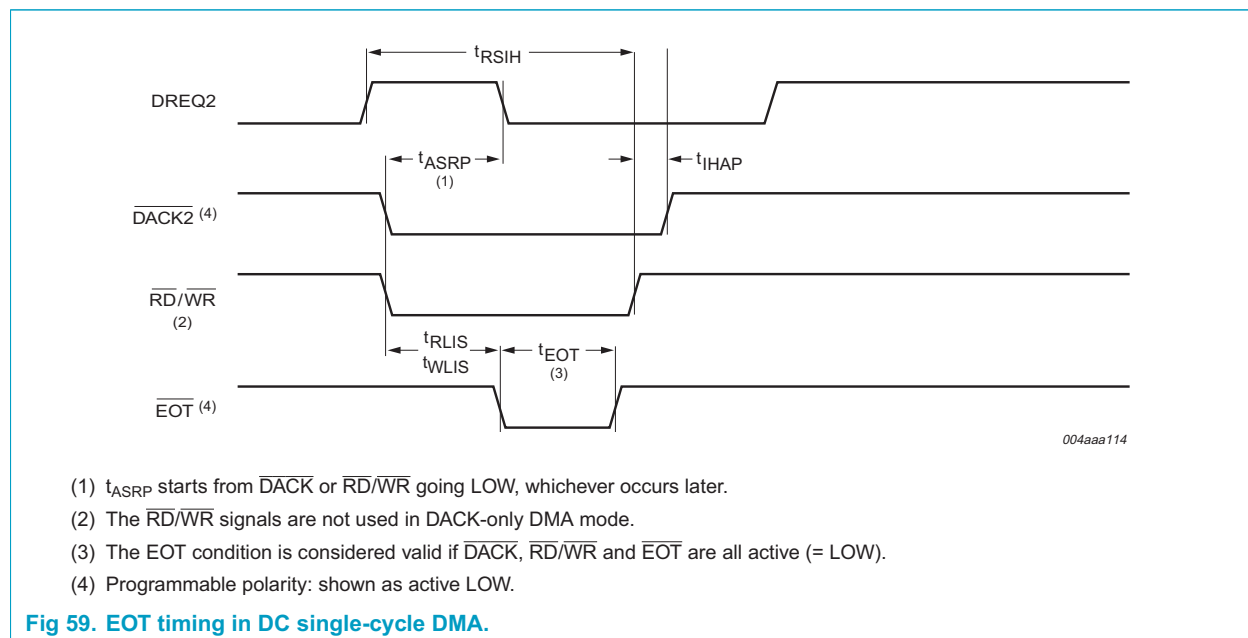 tRSIH
DREQ2
tASRP
(1)
tIHAP
DACK2 (4)
RD/WR
(2)
tRLIS
tWLIS
tEOT
(3)
EOT (4)
004aaa114
(1) tASRP starts from DACK or RD/WR going LOW, whichever occurs later.
(2) The RD/WR signals are not used in DACK-only DMA mode.
(3) The EOT condition is considered valid if DACK, RD/WR and EOT are all active (= LOW).
(4) Programmable polarity: shown as active LOW.
Fig 59. EOT timing in DC single-cycle DMA.